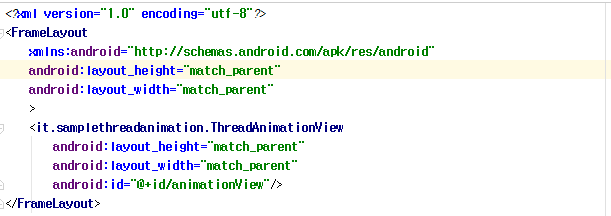 <?xml version="1.0" encoding="utf-8"?>
<FrameLayout
xmlns:android="http://schemas.android.com/apk/res/android"
android:layout_height="match_parent"
android:layout_width="match_parent"
>
<it.samplethreadanimation.ThreadAnimationView
android:layout_height="match_parent"
android:layout_width="match_parent"
android:id="@+id/animationView"/>
</FrameLayout>